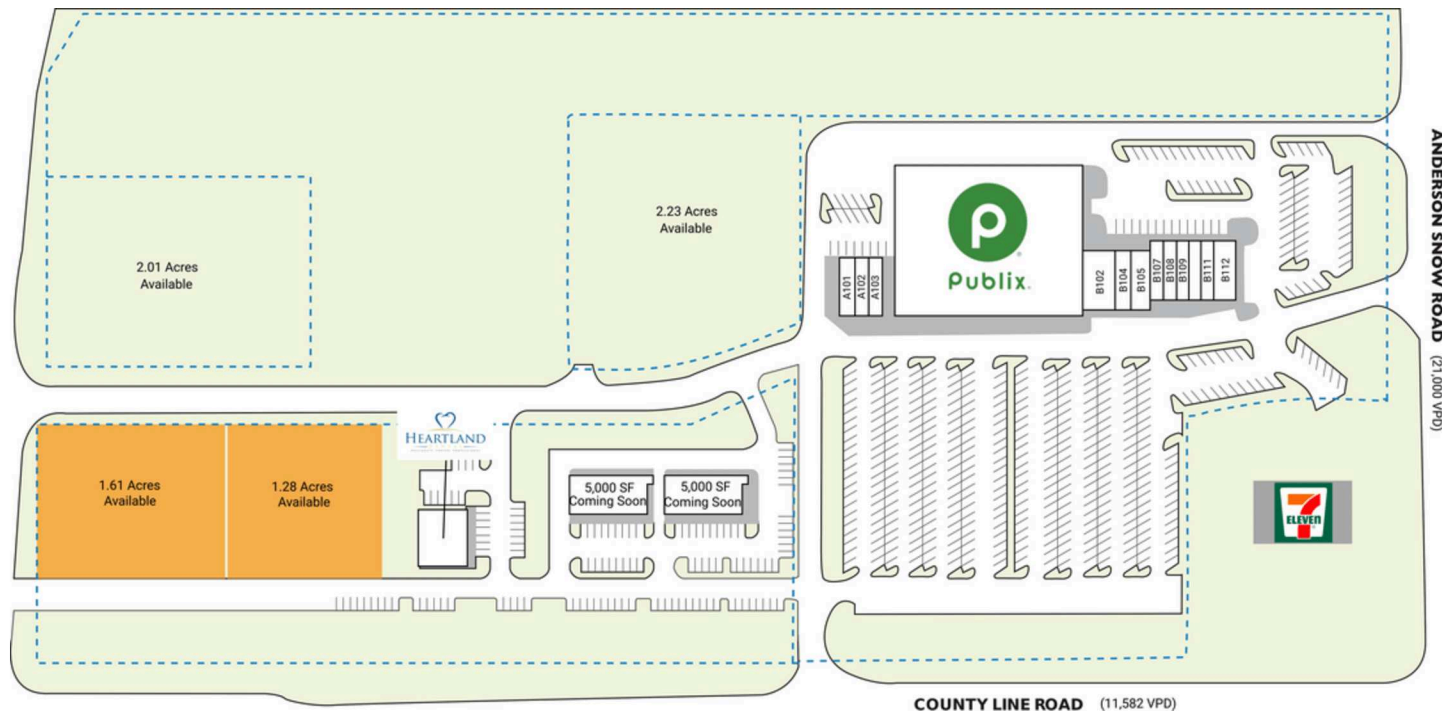 2.23 Acres
Available
2.01 Acres
Available
Publix.
A101
A102
A103
B102
B104
B105
B107
B108
B109
B111
B112
ANDERSON SNOW ROAD (21,000 VPD)
HEARTLAND
1.61 Acres
Available
1.28 Acres
Available
5,000 SF
Coming Soon
5,000 SF
Coming Soon
7
ELEVEN
COUNTY LINE ROAD (11,582 VPD)